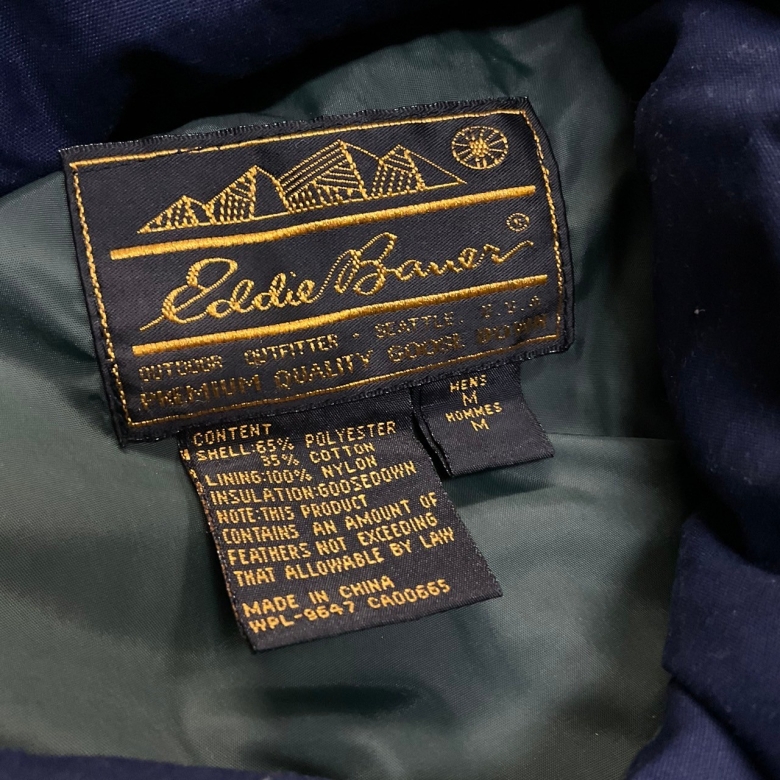 Eddie Bauer®
OUTDOOR OUTFITTER · SEATTLE U.S.A
PREMIUM QUALITY GOOSE DOWN
MENS
M
HOMMES
M
CONTENT
SHELL:65% POLYESTER
35% COTTON
LINING:100% NYLON
INSULATION:GOOSEDOWN
NOTE:THIS PRODUCT
CONTAINS AN AMOUNT OF
FEATHERS NOT EXCEEDING
THAT ALLOWABLE BY LAW
MADE IN CHINA
WPL-9647 CA00665